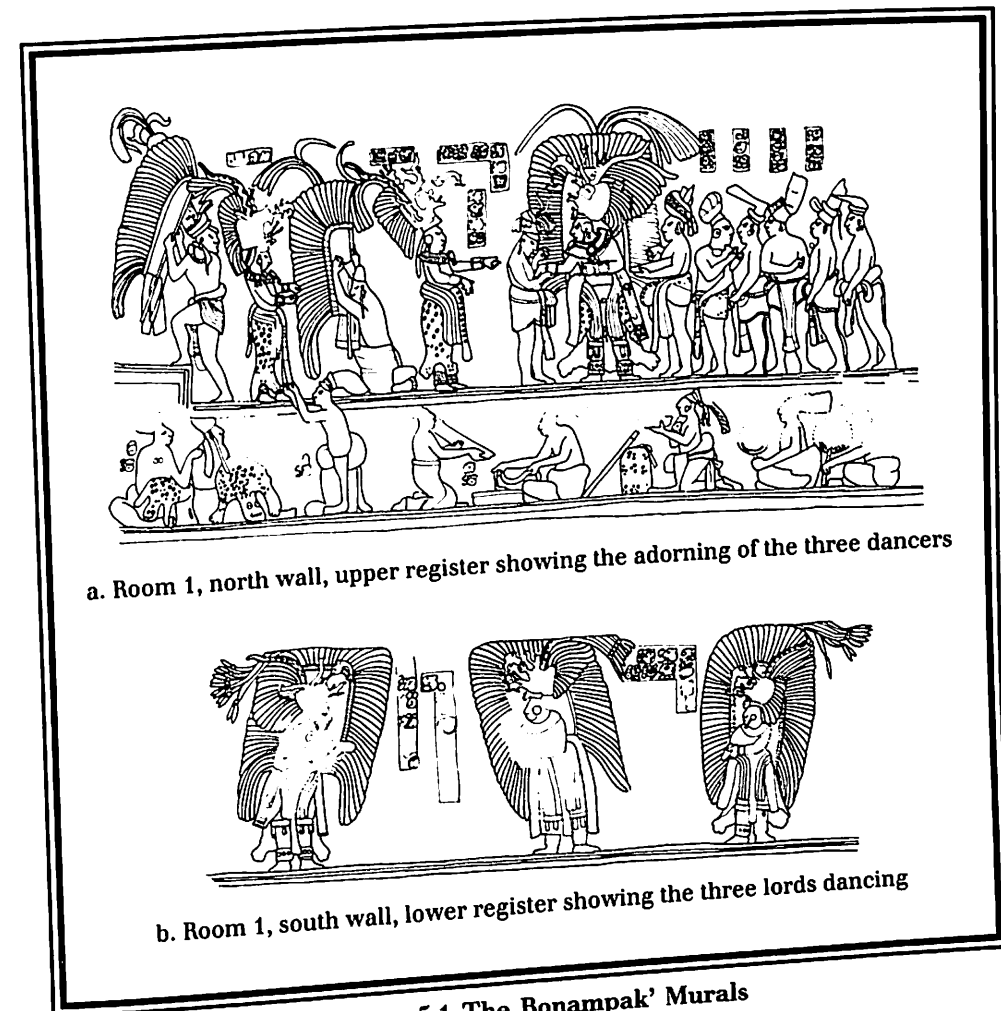 a. Room 1, north wall, upper register showing the adorning of the three dancers
b. Room 1, south wall, lower register showing the three lords dancing
5.1 The Bonampak' Murals